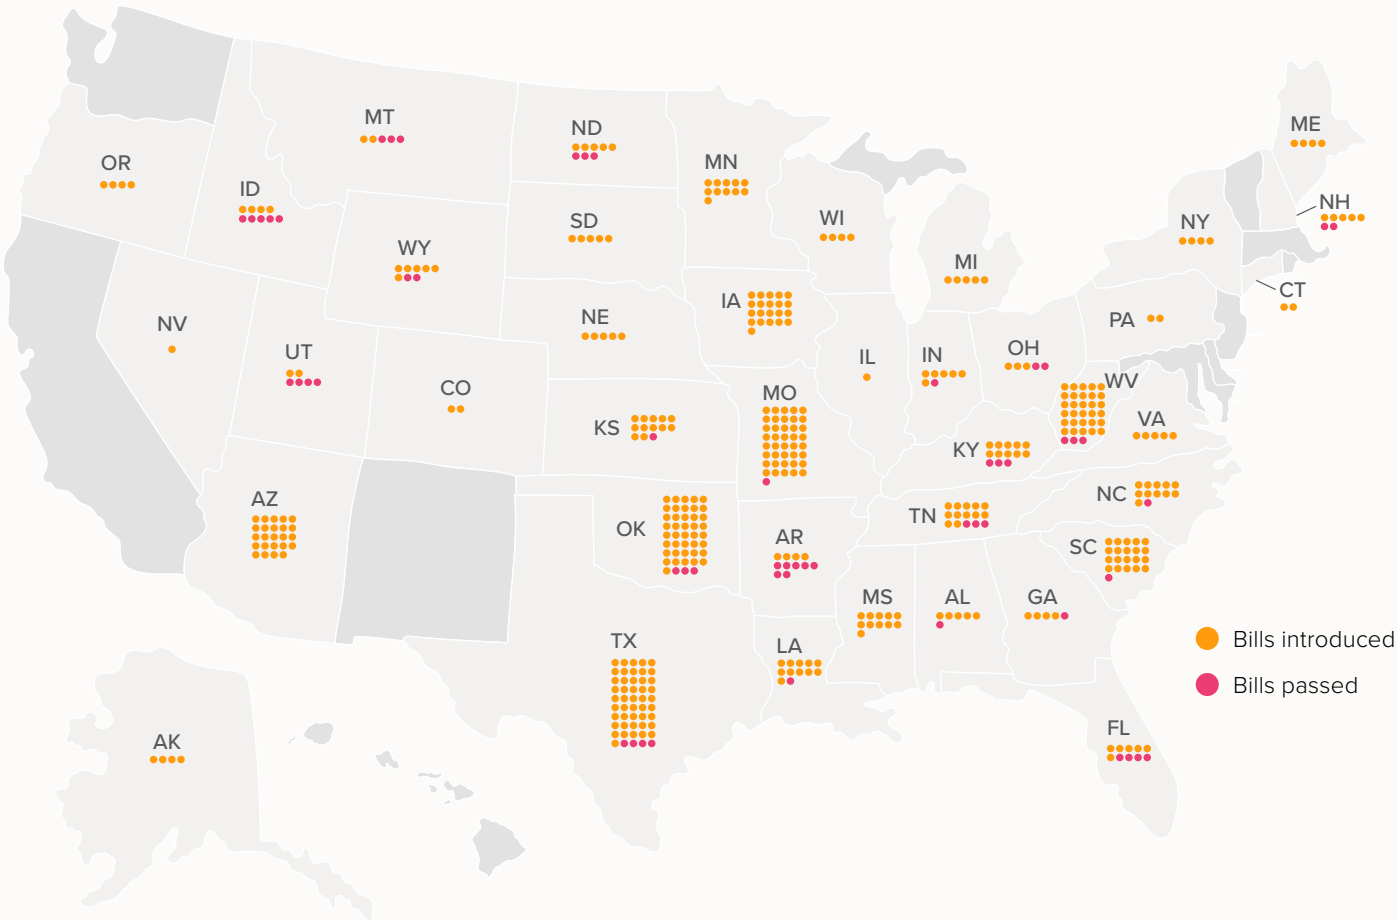 MT
ND
ME
MN
OR
ID
NH
WI
SD
NY
WY
MI
CT
IA
NE
PA
NV
OH
UT
IL
IN
WV
CO
MO
VA
KS
KY
NC
AZ
TN
OK
AR
SC
MS
AL
GA
TX
Bills introduced
LA
Bills passed
FL
AK